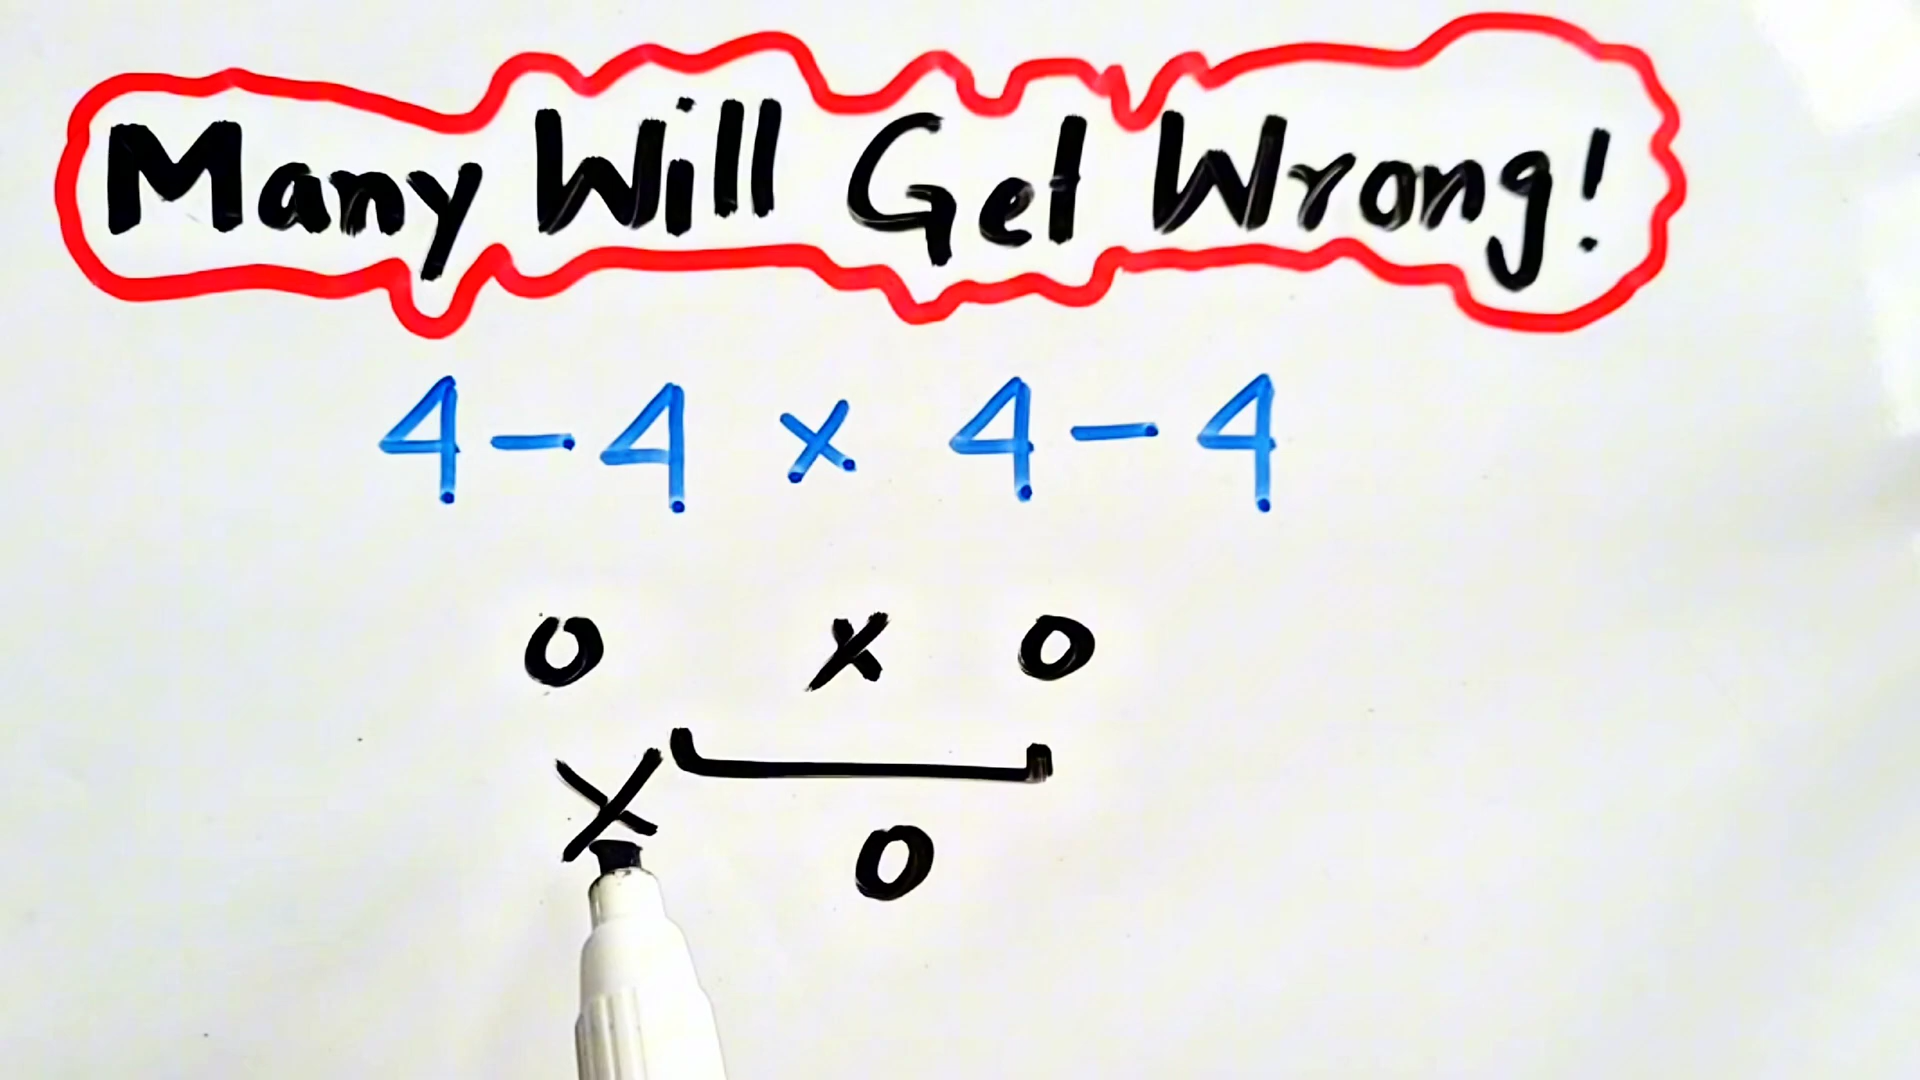 Many Will Get Wrong!
4 - 4 × 4 - 4
0 × 0
×
0